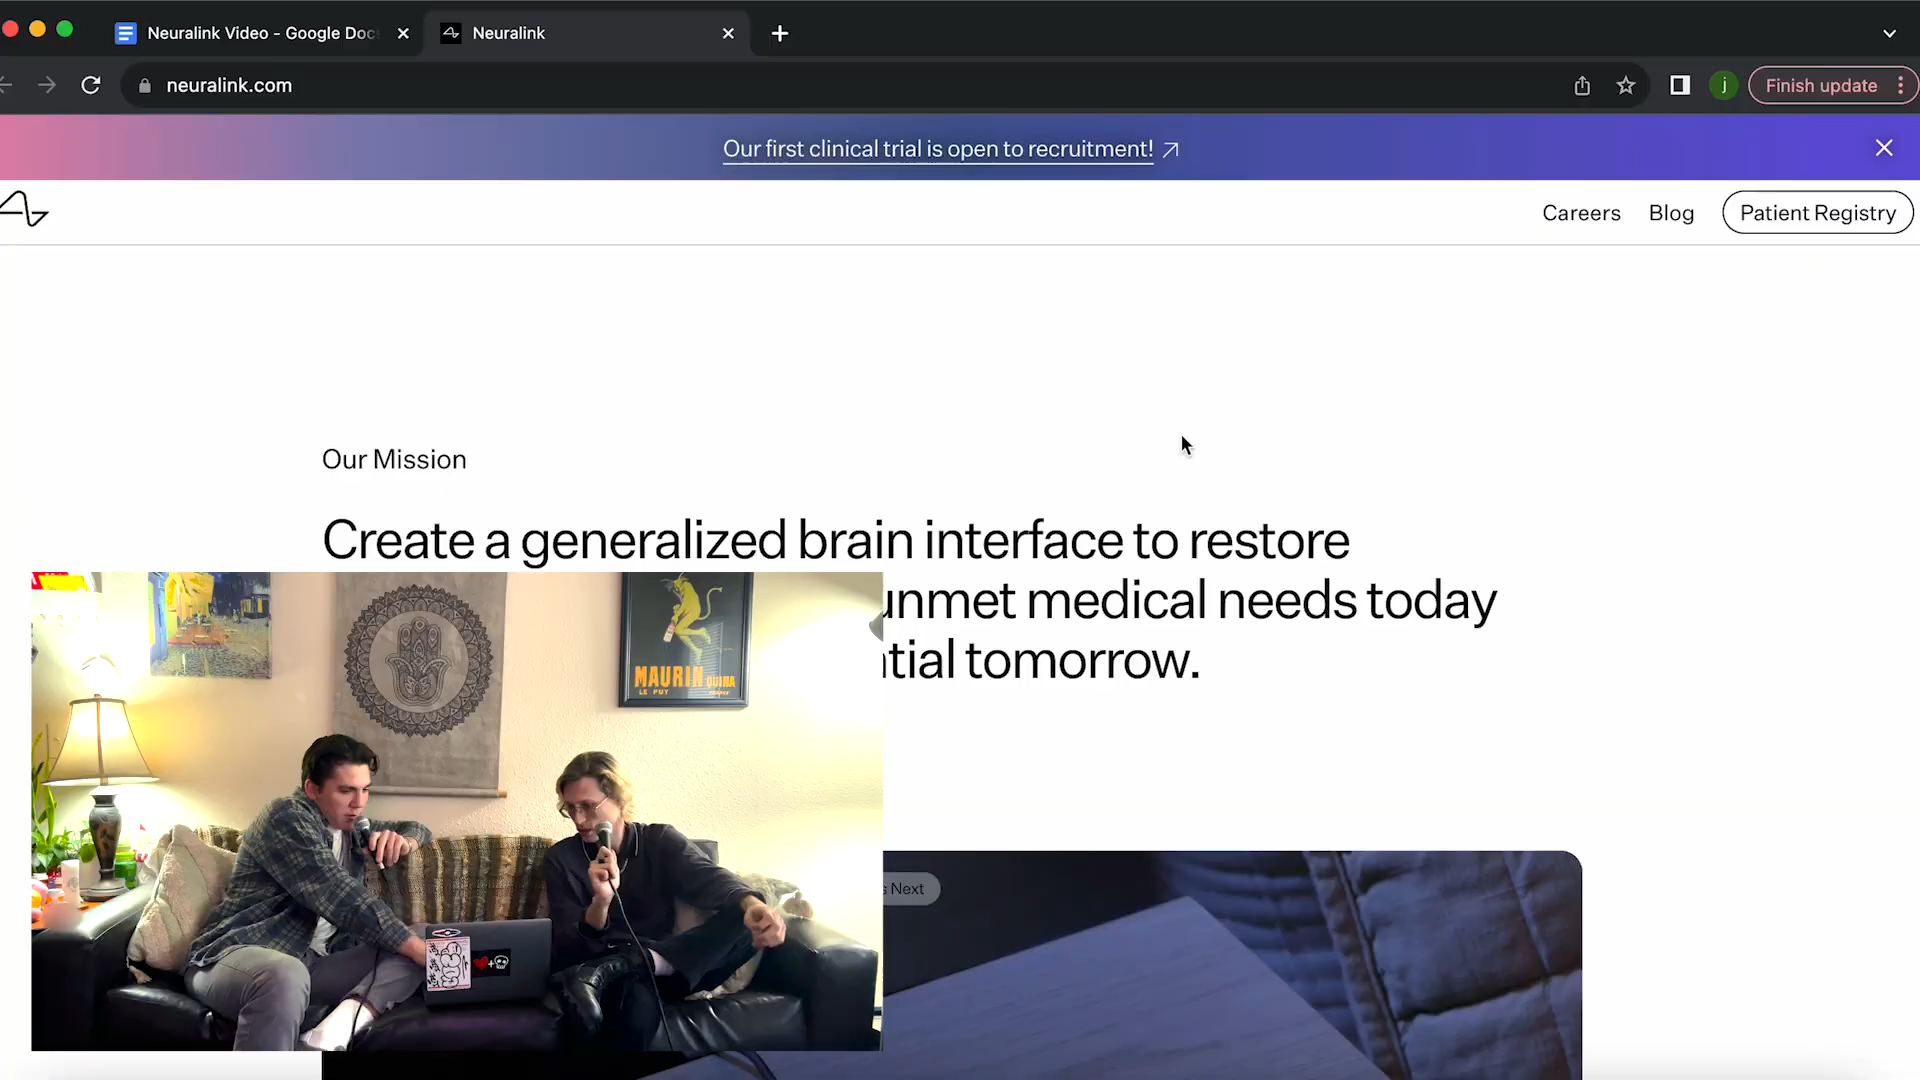 Neuralink Video - Google Docs
Neuralink
neuralink.com
j
Finish update
Our first clinical trial is open to recruitment!
Careers
Blog
Patient Registry
Our Mission
Create a generalized brain interface to restore
unmet medical needs today
tial tomorrow.
MAURIN QUINA
LE PUY FRANCE
s Next